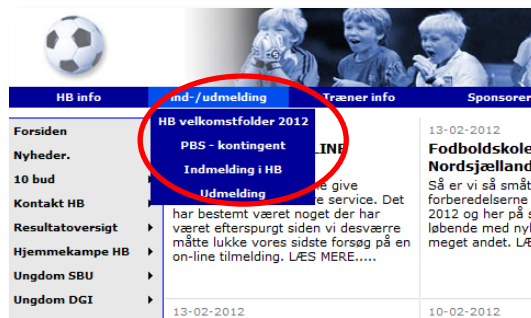 HB info
Ind-/udmelding
Træner info
Sponsorer
HB velkomstfolder 2012
PBS - kontingent
Indmelding i HB
Udmelding
Forsiden
Nyheder.
10 bud
Kontakt HB
Resultatoversigt
Hjemmekampe HB
Ungdom SBU
Ungdom DGI
LINE
give
re service. Det
har bestemt været noget der har
været efterspurgt siden vi desværre
måtte lukke vores sidste forsøg på en
on-line tilmelding. LÆS MERE.....
13-02-2012
13-02-2012
Fodboldskole
Nordsjælland
Så er vi så småt
forberedelserne
2012 og her på s
løbende med nyh
meget andet. LÆ
10-02-2012